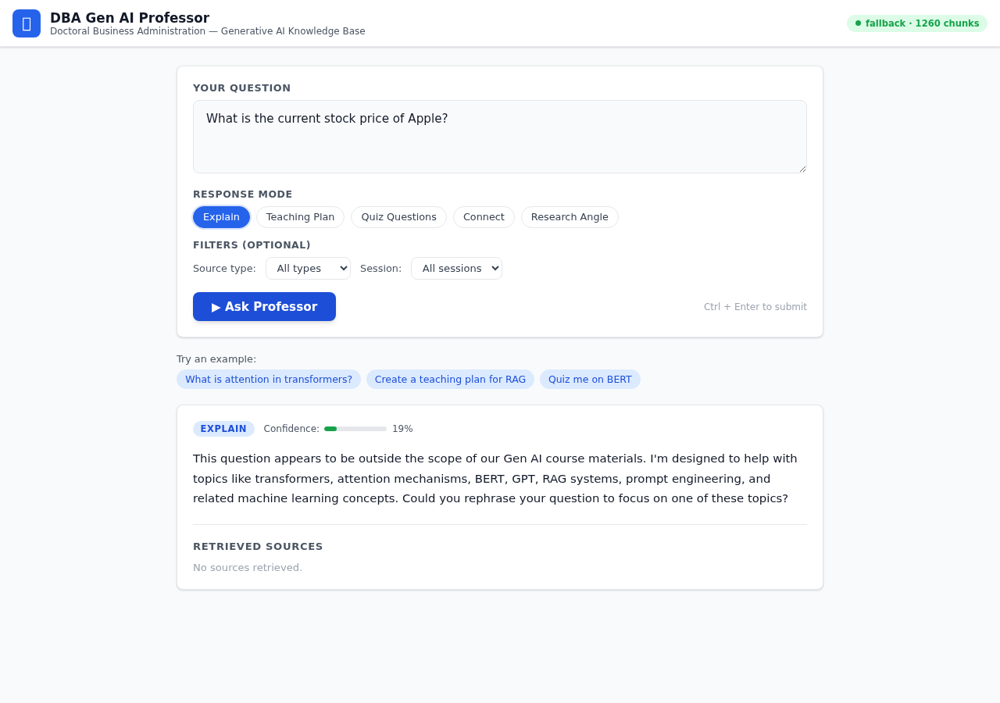 DBA Gen AI Professor
Doctoral Business Administration — Generative AI Knowledge Base
fallback · 1260 chunks
YOUR QUESTION
What is the current stock price of Apple?
RESPONSE MODE
Explain Teaching Plan Quiz Questions Connect Research Angle
FILTERS (OPTIONAL)
Source type: All types Session: All sessions
▶ Ask Professor Ctrl + Enter to submit
Try an example:
What is attention in transformers? Create a teaching plan for RAG Quiz me on BERT
EXPLAIN Confidence: 19%
This question appears to be outside the scope of our Gen AI course materials. I'm designed to help with
topics like transformers, attention mechanisms, BERT, GPT, RAG systems, prompt engineering, and
related machine learning concepts. Could you rephrase your question to focus on one of these topics?
RETRIEVED SOURCES
No sources retrieved.